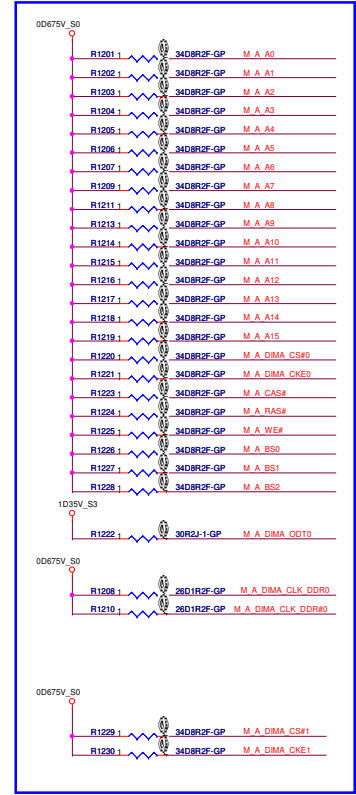 0D675V_S0
R1201 1 34D8R2F-GP M_A_A0
R1202 1 34D8R2F-GP M_A_A1
R1203 1 34D8R2F-GP M_A_A2
R1204 1 34D8R2F-GP M_A_A3
R1205 1 34D8R2F-GP M_A_A4
R1206 1 34D8R2F-GP M_A_A5
R1207 1 34D8R2F-GP M_A_A6
R1209 1 34D8R2F-GP M_A_A7
R1211 1 34D8R2F-GP M_A_A8
R1213 1 34D8R2F-GP M_A_A9
R1214 1 34D8R2F-GP M_A_A10
R1215 1 34D8R2F-GP M_A_A11
R1216 1 34D8R2F-GP M_A_A12
R1217 1 34D8R2F-GP M_A_A13
R1218 1 34D8R2F-GP M_A_A14
R1219 1 34D8R2F-GP M_A_A15
R1220 1 34D8R2F-GP M_A_DIMA_CS#0
R1221 1 34D8R2F-GP M_A_DIMA_CKE0
R1223 1 34D8R2F-GP M_A_CAS#
R1224 1 34D8R2F-GP M_A_RAS#
R1225 1 34D8R2F-GP M_A_WE#
R1226 1 34D8R2F-GP M_A_BS0
R1227 1 34D8R2F-GP M_A_BS1
R1228 1 34D8R2F-GP M_A_BS2
1D35V_S3
R1222 1 30R2J-1-GP M_A_DIMA_ODT0
0D675V_S0
R1208 1 26D1R2F-GP M_A_DIMA_CLK_DDR0
R1210 1 26D1R2F-GP M_A_DIMA_CLK_DDR#0
0D675V_S0
R1229 1 34D8R2F-GP M_A_DIMA_CS#1
R1230 1 34D8R2F-GP M_A_DIMA_CKE1